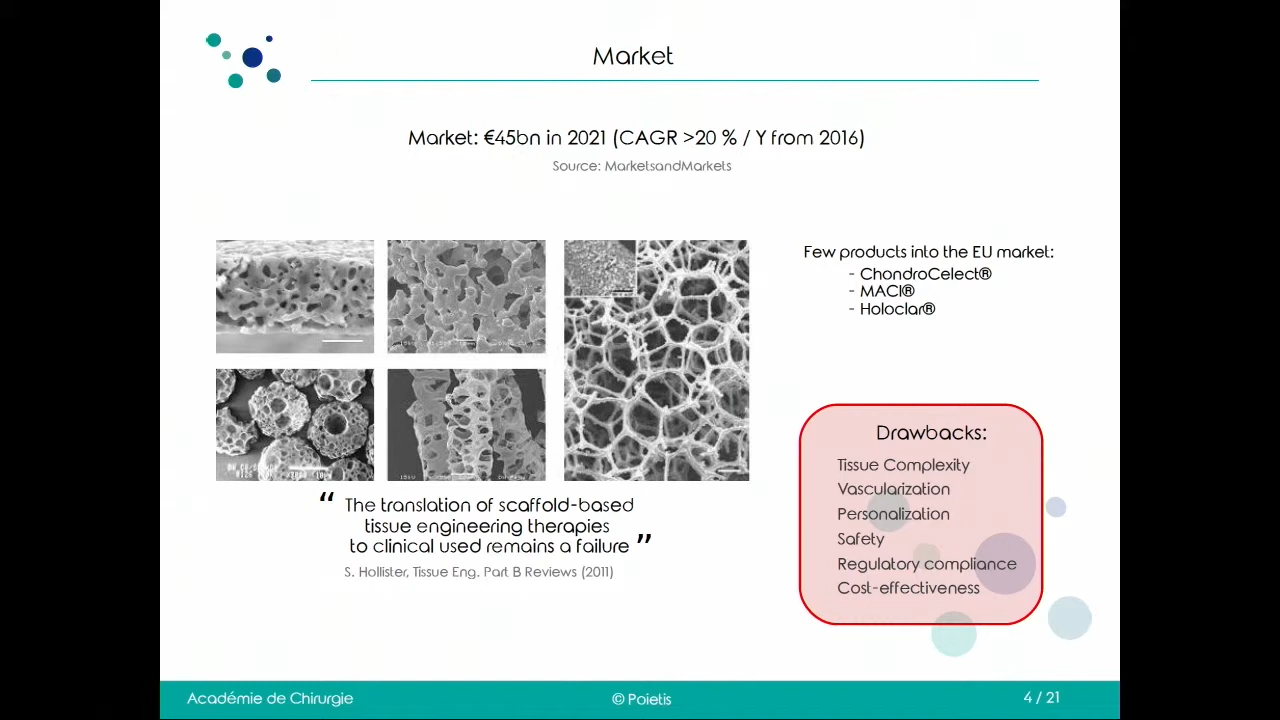 Market
Market: €45bn in 2021 (CAGR >20 % / Y from 2016)
Source: MarketsandMarkets
Few products into the EU market:
- ChondroCelect®
- MACI®
- Holoclar®
Drawbacks:
Tissue Complexity
Vascularization
Personalization
Safety
Regulatory compliance
Cost-effectiveness
“ The translation of scaffold-based
tissue engineering therapies
to clinical used remains a failure ”
S. Hollister, Tissue Eng. Part B Reviews (2011)
Académie de Chirurgie
© Poietis
4 / 21